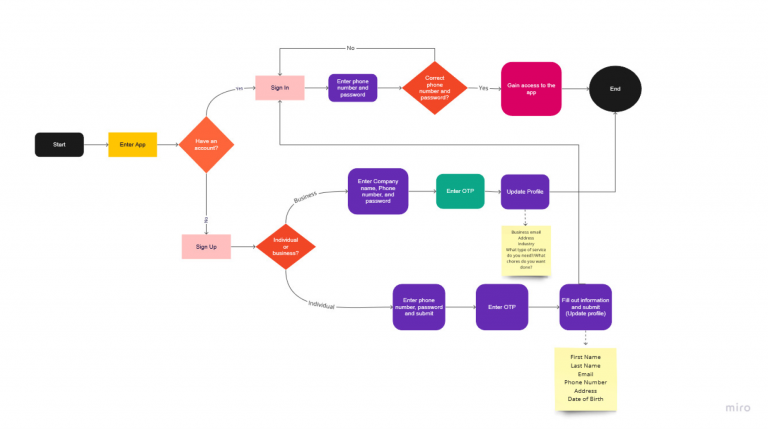 No
Sign In
Enter phone
number and
password
Correct
phone
number and
password?
Yes
Gain access to the
app
End
Yes
Start
Enter App
Have an
account?
No
Sign Up
Individual
or
business?
Business
Enter Company
name, Phone
number, and
password
Enter OTP
Update Profile
Business email
Address
Industry
What type of service
do you need?/What
chores do you want
done?
Individual
Enter phone
number, password
and submit
Enter OTP
Fill out information
and submit
(Update profile)
First Name
Last Name
Email
Phone Number
Address
Date of Birth
miro